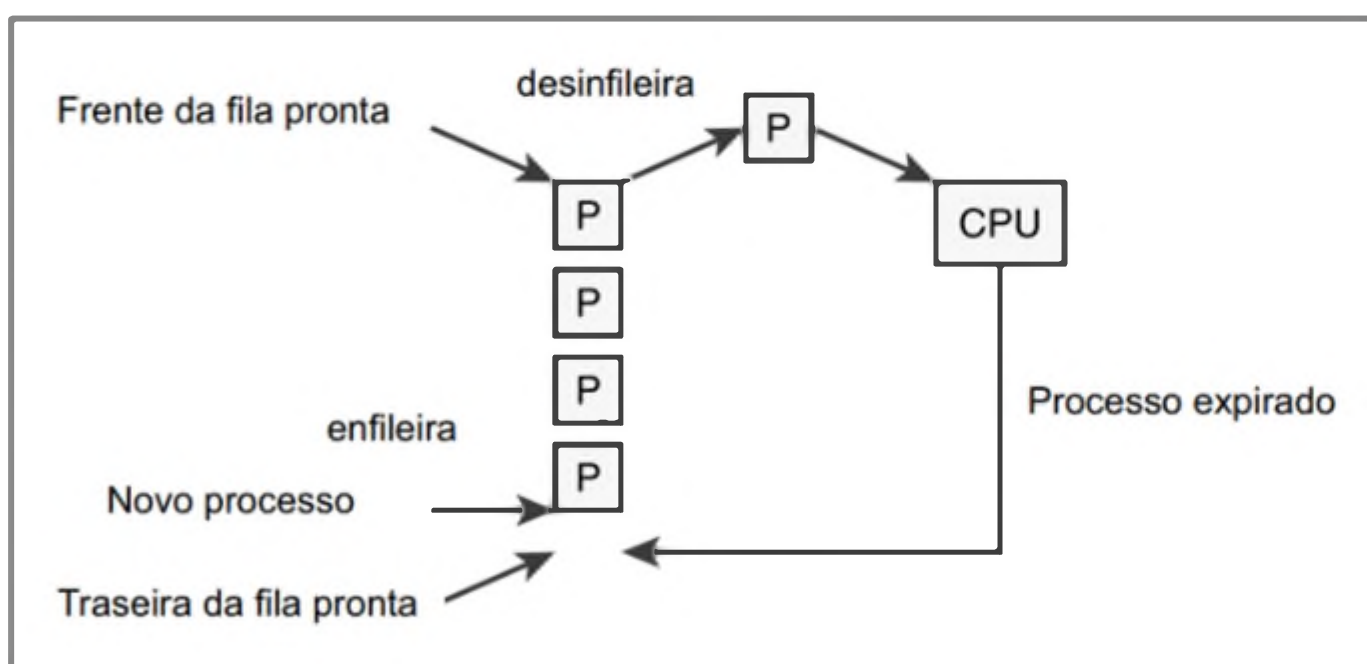 desinfileira
Frente da fila pronta
P
P
CPU
P
P
Processo expirado
enfileira
P
Novo processo
Traseira da fila pronta